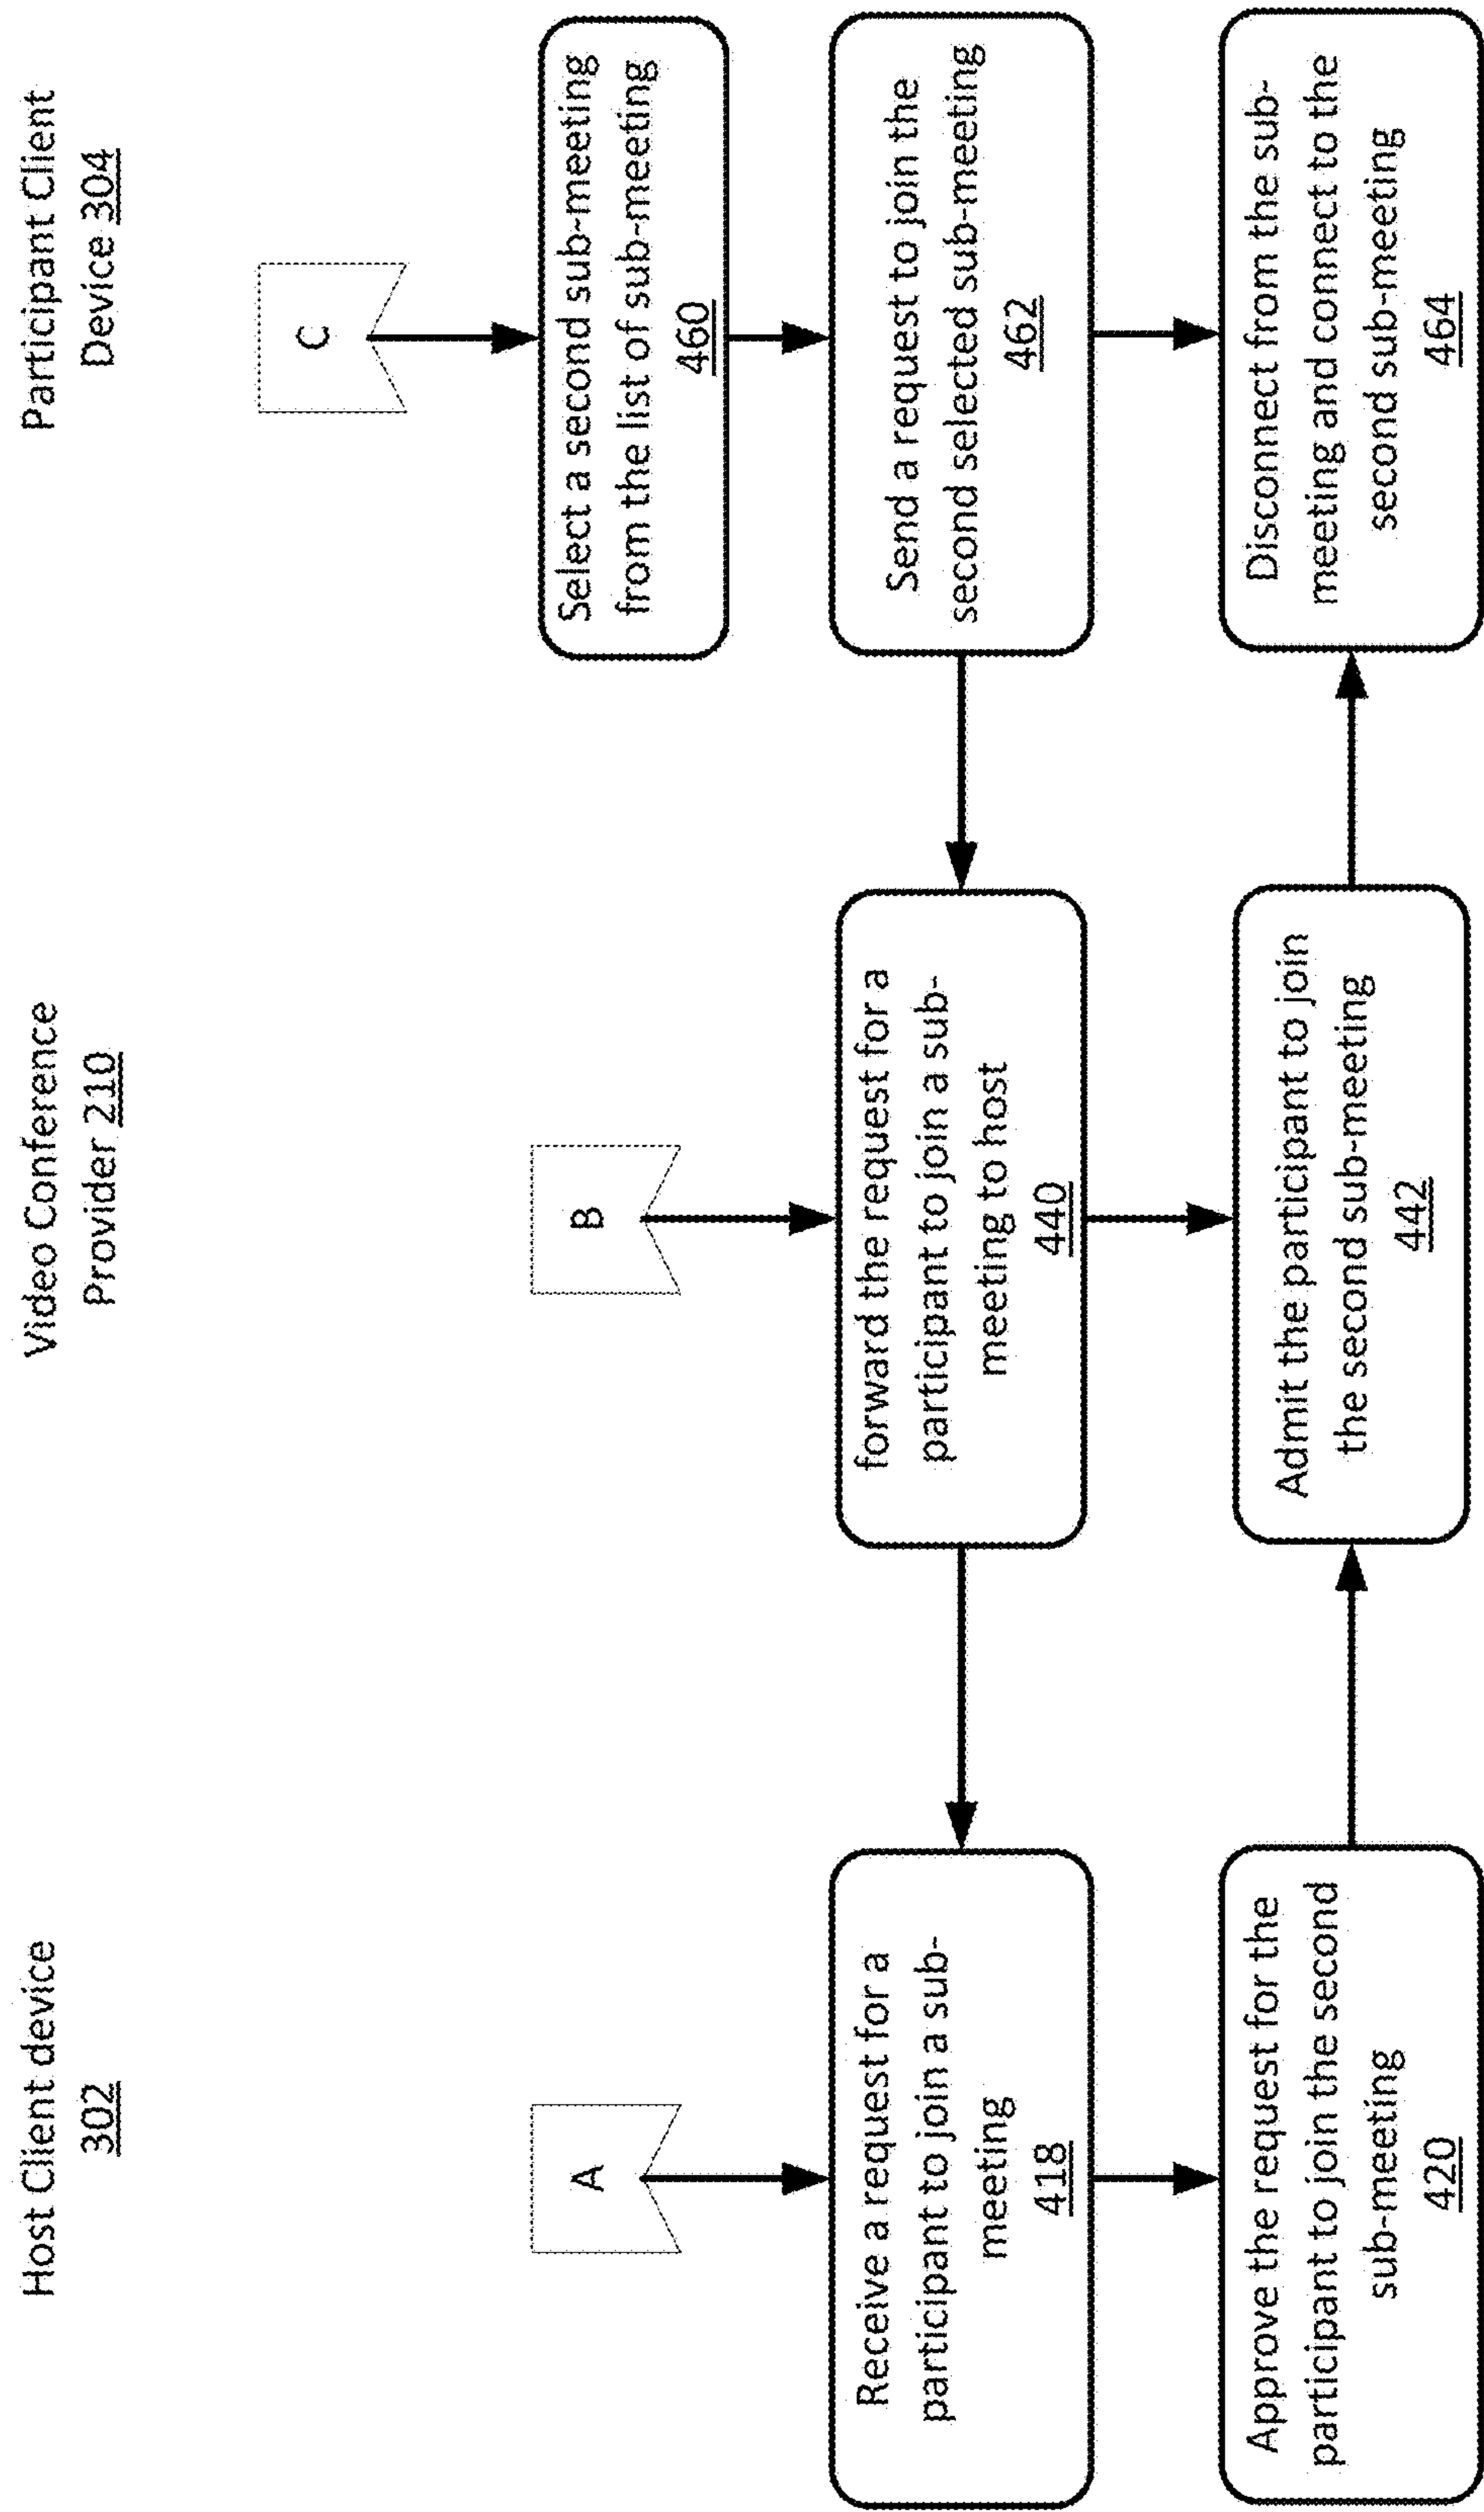 Host Client device
302
Video Conference
Provider 210
Participant Client
Device 304
C
A
B
Select a second sub-meeting
from the list of sub-meeting
460
Receive a request for a
participant to join a sub-
meeting
418
forward the request for a
participant to join a sub-
meeting to host
440
Send a request to join the
second selected sub-meeting
462
Approve the request for the
participant to join the second
sub-meeting
420
Admit the participant to join
the second sub-meeting
442
Disconnect from the sub-
meeting and connect to the
second sub-meeting
464